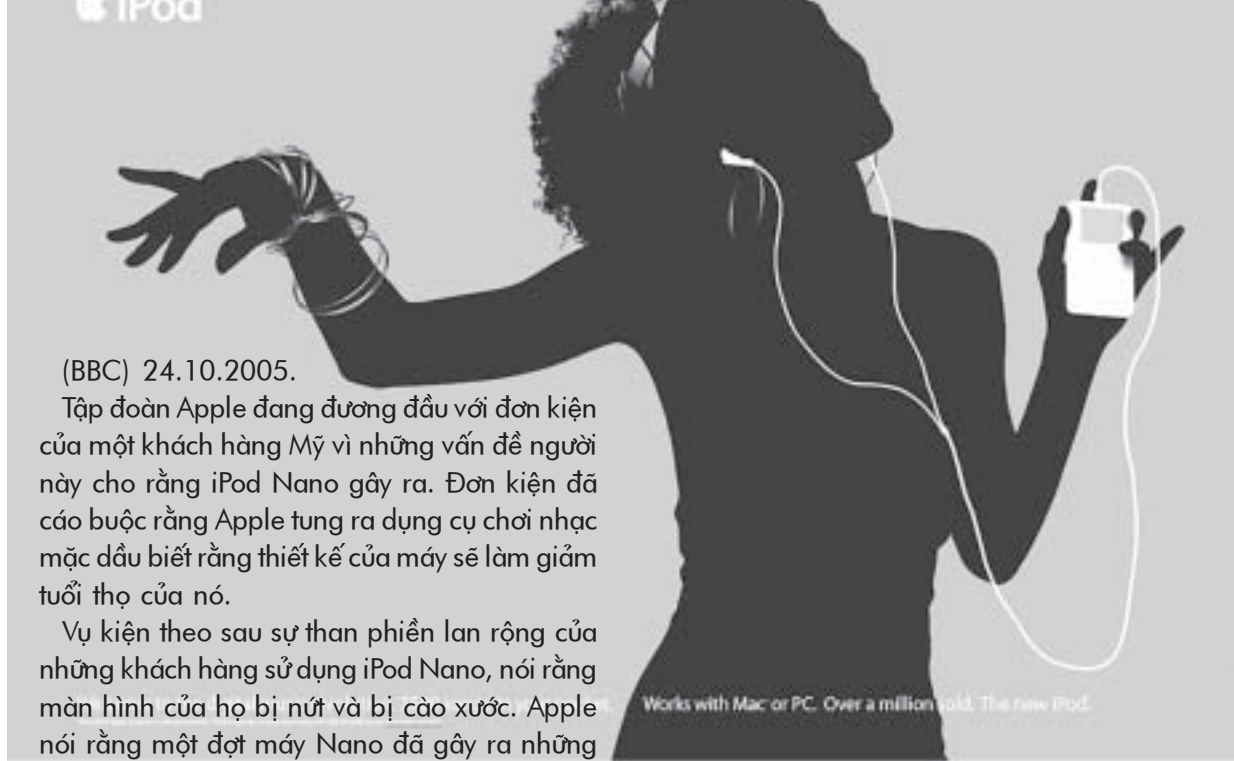 iPod
(BBC) 24.10.2005.
Tập đoàn Apple đang đương đầu với đơn kiện
của một khách hàng Mỹ vì những vấn đề người
này cho rằng iPod Nano gây ra. Đơn kiện đã
cáo buộc rằng Apple tung ra dụng cụ chơi nhạc
mặc dầu biết rằng thiết kế của máy sẽ làm giảm
tuổi thọ của nó.
Vụ kiện theo sau sự than phiền lan rộng của
những khách hàng sử dụng iPod Nano, nói rằng
màn hình của họ bị nứt và bị cào xước. Apple
nói rằng một đợt máy Nano đã gây ra những
Works with Mac or PC. Over a million sold. The new iPod.